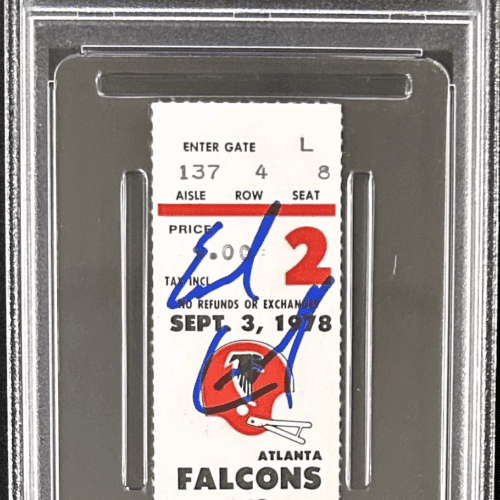 ENTER GATE L
137 4 8
AISLE ROW SEAT
PRICE
.00
2
TAX INCL.
NO REFUNDS OR EXCHANGES
SEPT. 3, 1978
ATLANTA
FALCONS